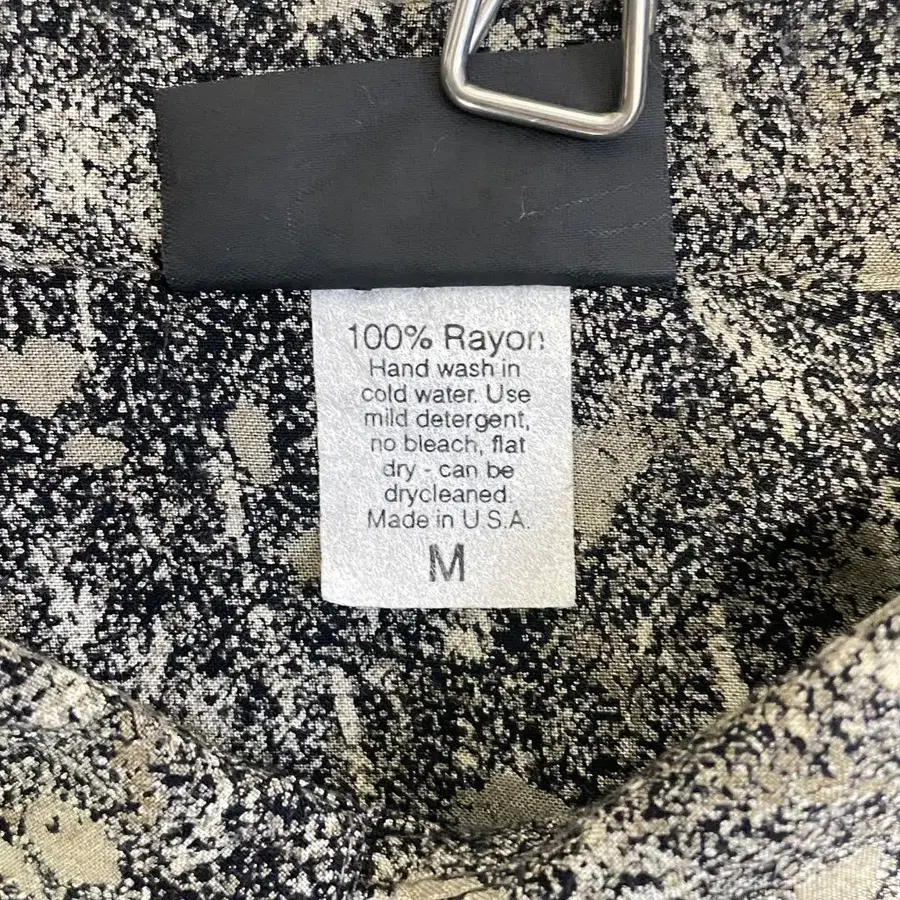 100% Rayon
Hand wash in
cold water. Use
mild detergent,
no bleach, flat
dry - can be
drycleaned.
Made in U.S.A.
M